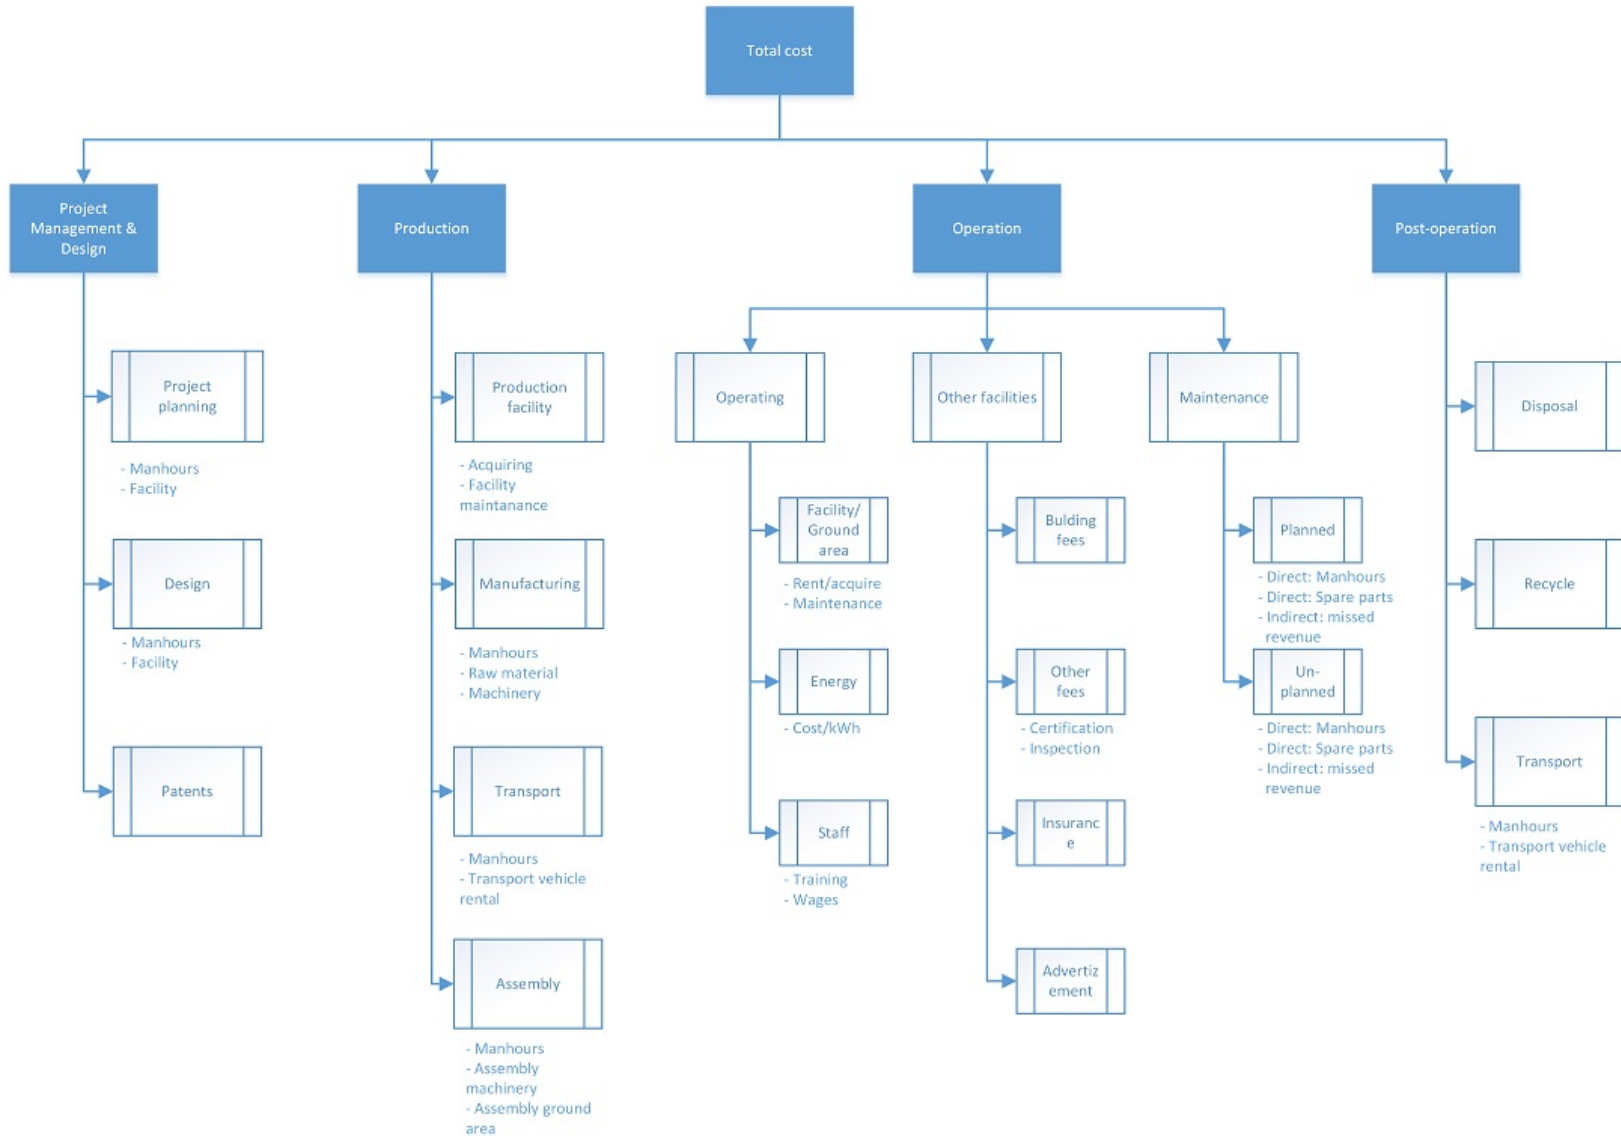 Total cost
Project
Management &
Design
Production
Operation
Post-operation
Project
planning
- Manhours
- Facility
Design
- Manhours
- Facility
Patents
Production
facility
- Acquiring
- Facility
maintanance
Manufacturing
- Manhours
- Raw material
- Machinery
Transport
- Manhours
- Transport vehicle
rental
Assembly
- Manhours
- Assembly
machinery
- Assembly ground
area
Operating
Facility/
Ground
area
- Rent/acquire
- Maintenance
Energy
- Cost/kWh
Staff
- Training
- Wages
Other facilities
Bulding
fees
Other
fees
- Certification
- Inspection
Insuranc
e
Advertiz
ement
Maintenance
Planned
- Direct: Manhours
- Direct: Spare parts
- Indirect: missed
revenue
Un-
planned
- Direct: Manhours
- Direct: Spare parts
- Indirect: missed
revenue
Disposal
Recycle
Transport
- Manhours
- Transport vehicle
rental